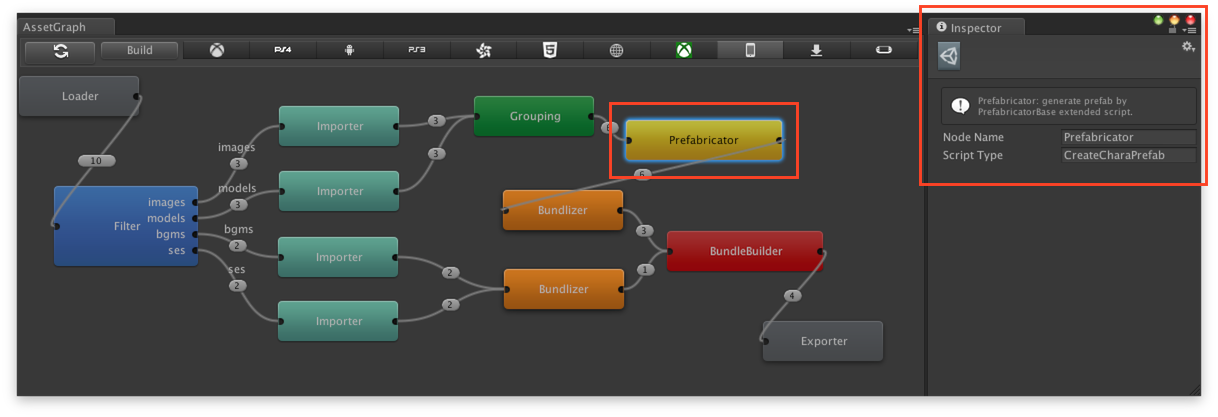 AssetGraph
Build
PS4
PS3
5
Loader
10
Filter
images
models
bgms
ses
images
3
models
3
bgms
2
ses
2
Importer
Importer
Importer
Importer
3
3
2
2
Grouping
6
Prefabricator
6
Bundlizer
Bundlizer
3
1
BundleBuilder
4
Exporter
Inspector
Prefabricator: generate prefab by
PrefabricatorBase extended script.
Node Name Prefabricator
Script Type CreateCharaPrefab